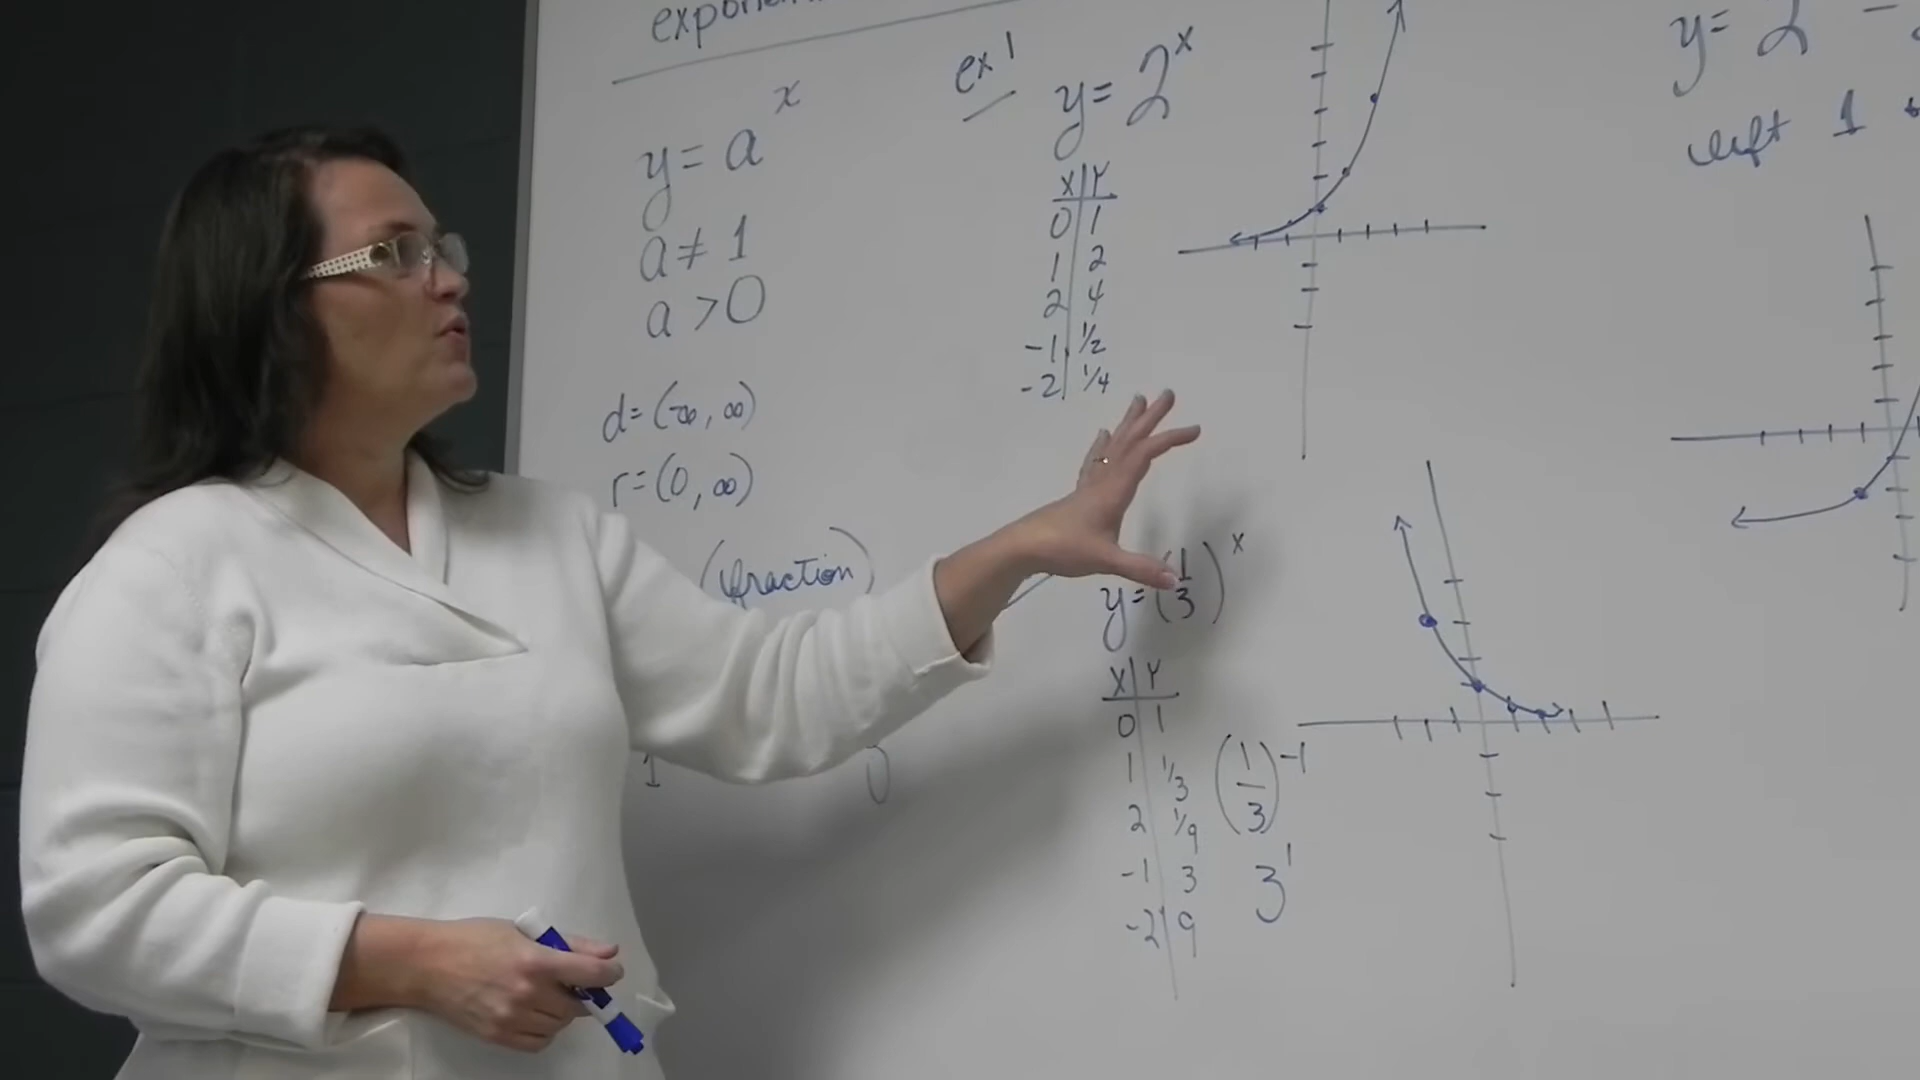 y = a^x
a ≠ 1
a > 0
d = (-∞, ∞)
r = (0, ∞)
(fraction)
1
0
ex 1
y = 2^x
X | Y
0 | 1
1 | 2
2 | 4
-1 | 1/2
-2 | 1/4
y = (1/3)^x
X | Y
0 | 1
1 | 1/3
2 | 1/9
-1 | 3
-2 | 9
(1/3)^-1
3^1
y = 2 -
left 1